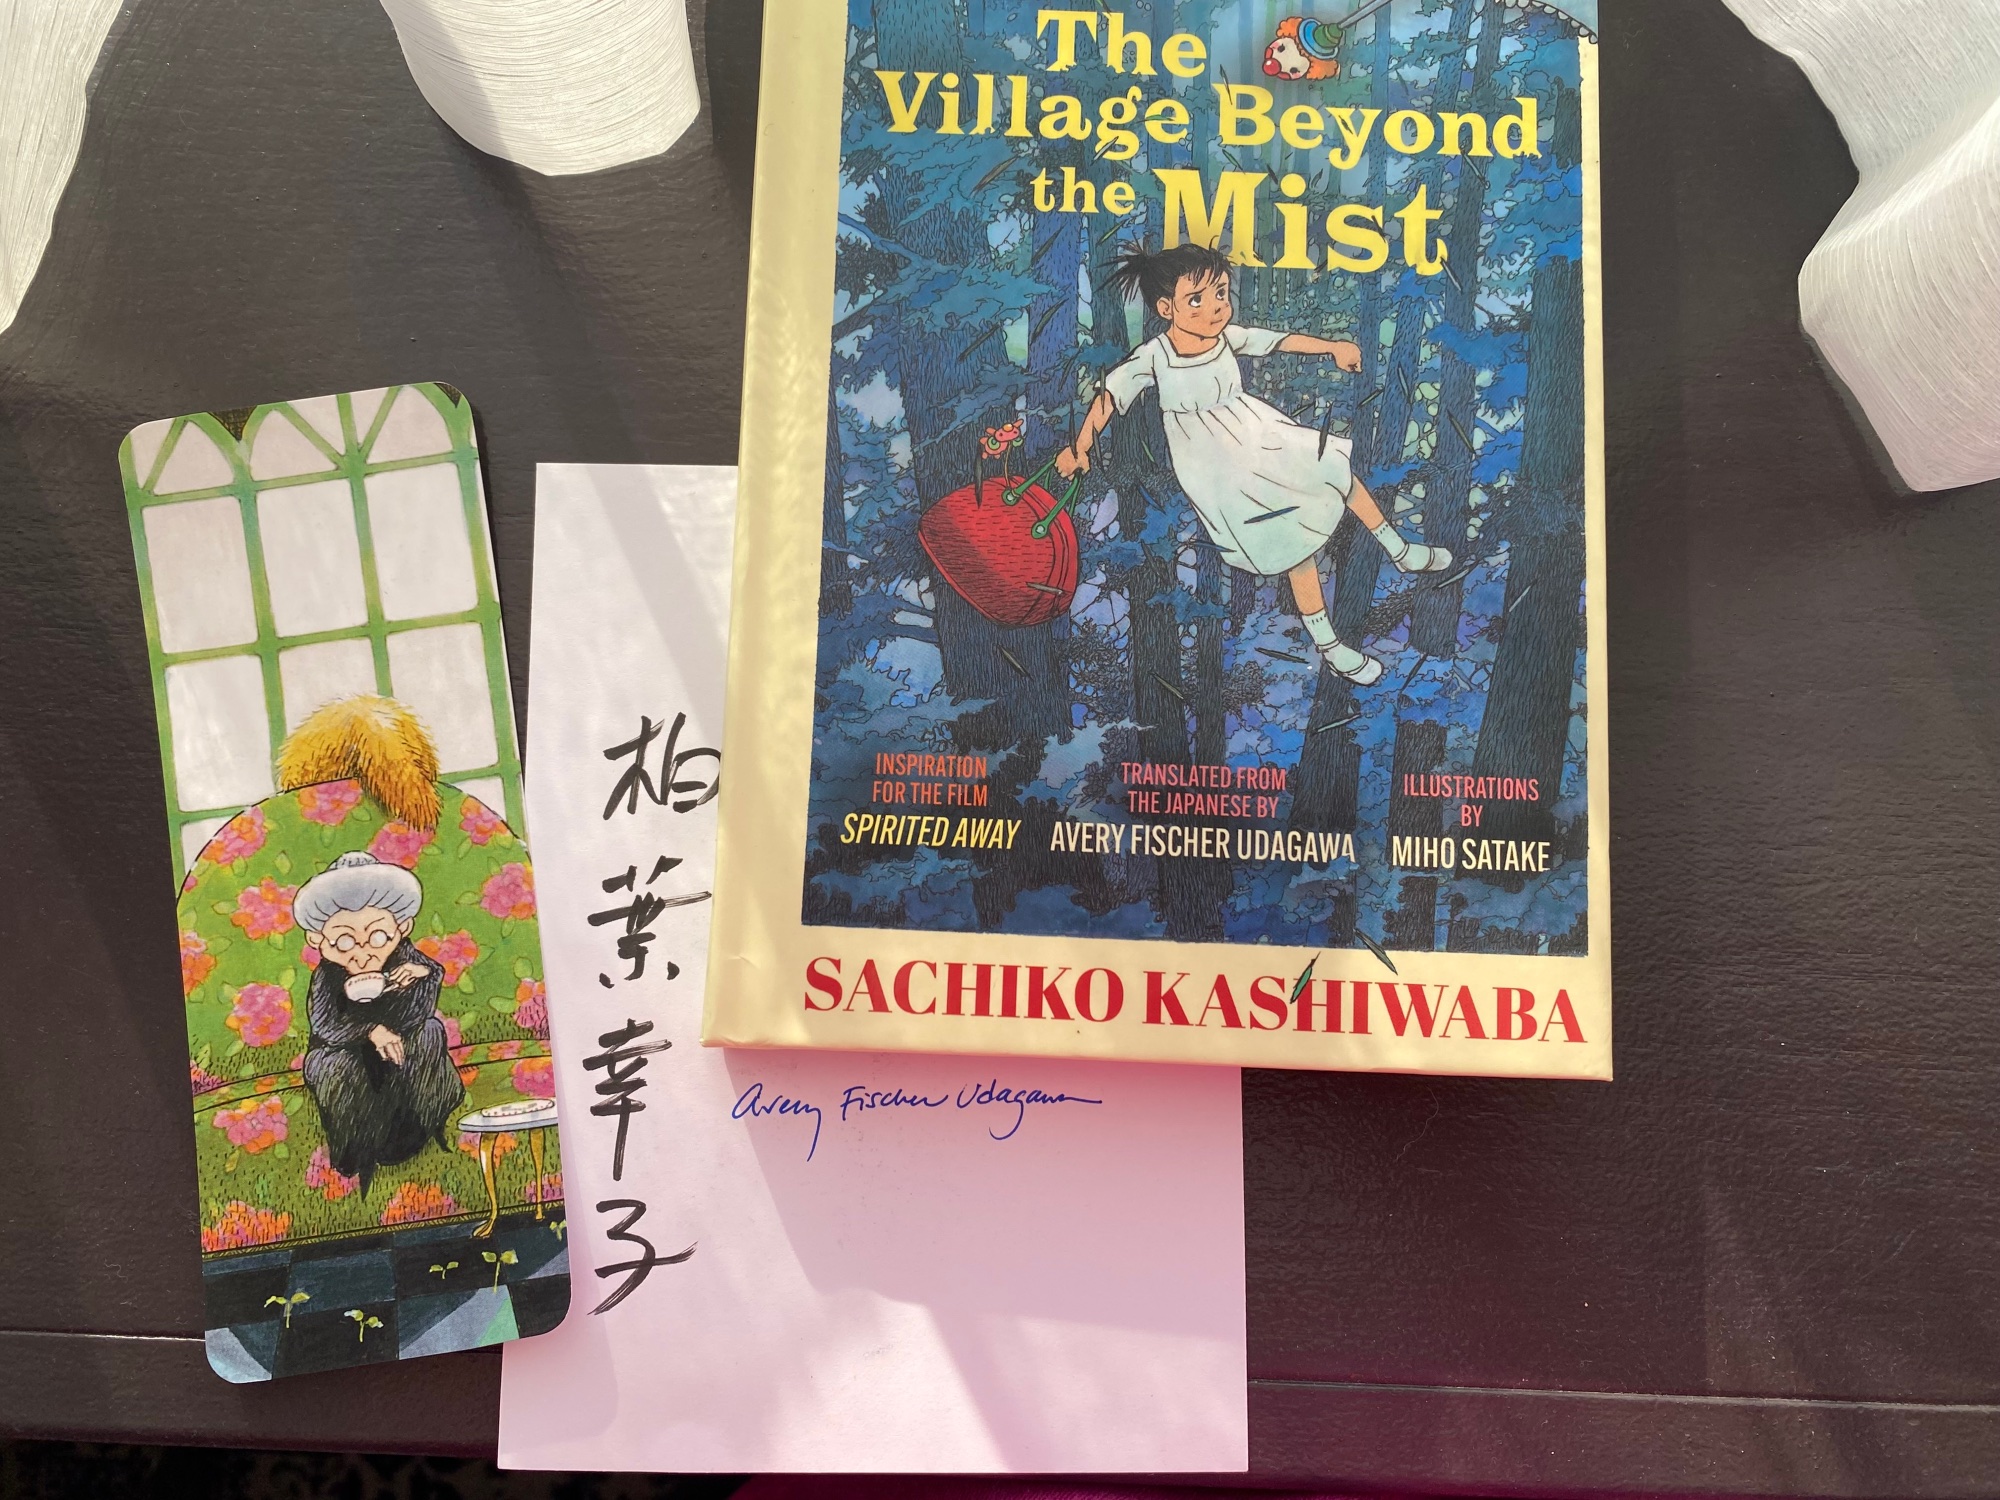 The
Village Beyond
the Mist
INSPIRATION
FOR THE FILM
SPIRITED AWAY
TRANSLATED FROM
THE JAPANESE BY
AVERY FISCHER UDAGAWA
ILLUSTRATIONS
BY
MIHO SATAKE
SACHIKO KASHIWABA
柏葉幸子
Avery Fischer Udagawa